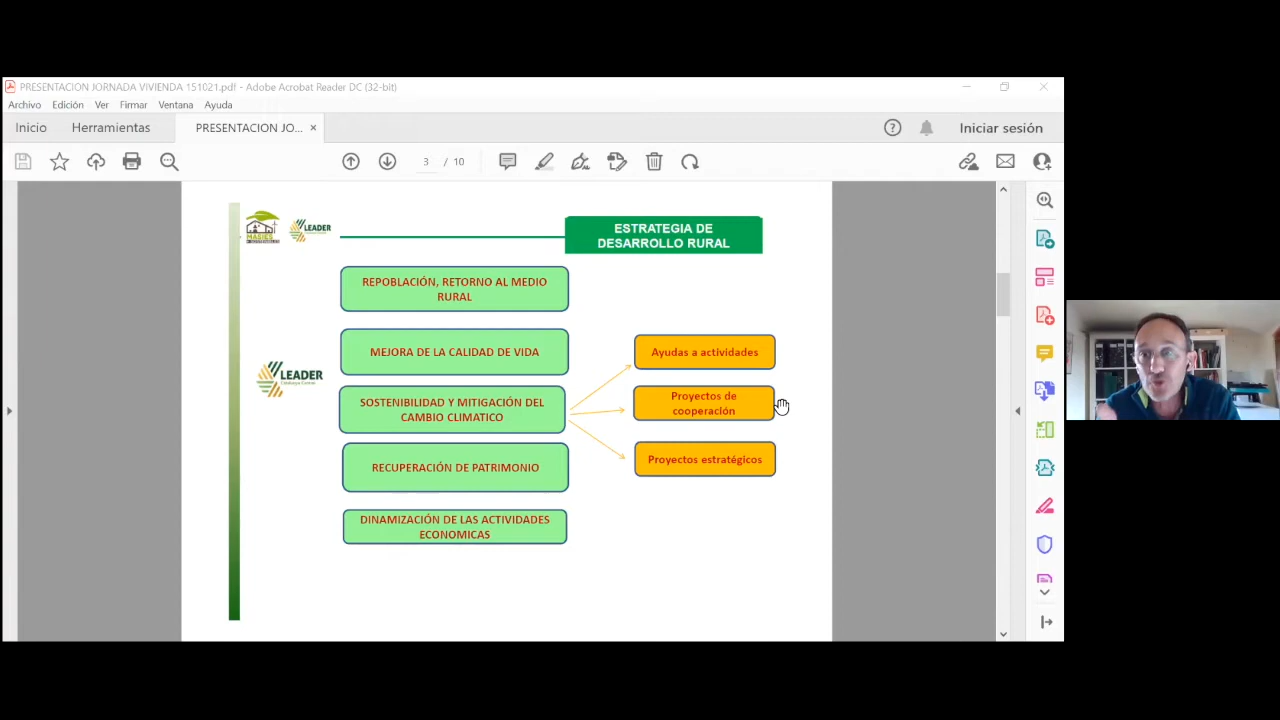 PRESENTACION JORNADA VIVIENDA 151021.pdf - Adobe Acrobat Reader DC (32-bit)
Archivo Edición Ver Firmar Ventana Ayuda
Inicio Herramientas PRESENTACION JO... ×
Iniciar sesión
3 / 10
MASIES
LEADER
ESTRATEGIA DE
DESARROLLO RURAL
REPOBLACIÓN, RETORNO AL MEDIO
RURAL
MEJORA DE LA CALIDAD DE VIDA
Ayudas a actividades
LEADER
Catalunya Central
SOSTENIBILIDAD Y MITIGACIÓN DEL
CAMBIO CLIMATICO
Proyectos de
cooperación
RECUPERACIÓN DE PATRIMONIO
Proyectos estratégicos
DINAMIZACIÓN DE LAS ACTIVIDADES
ECONOMICAS